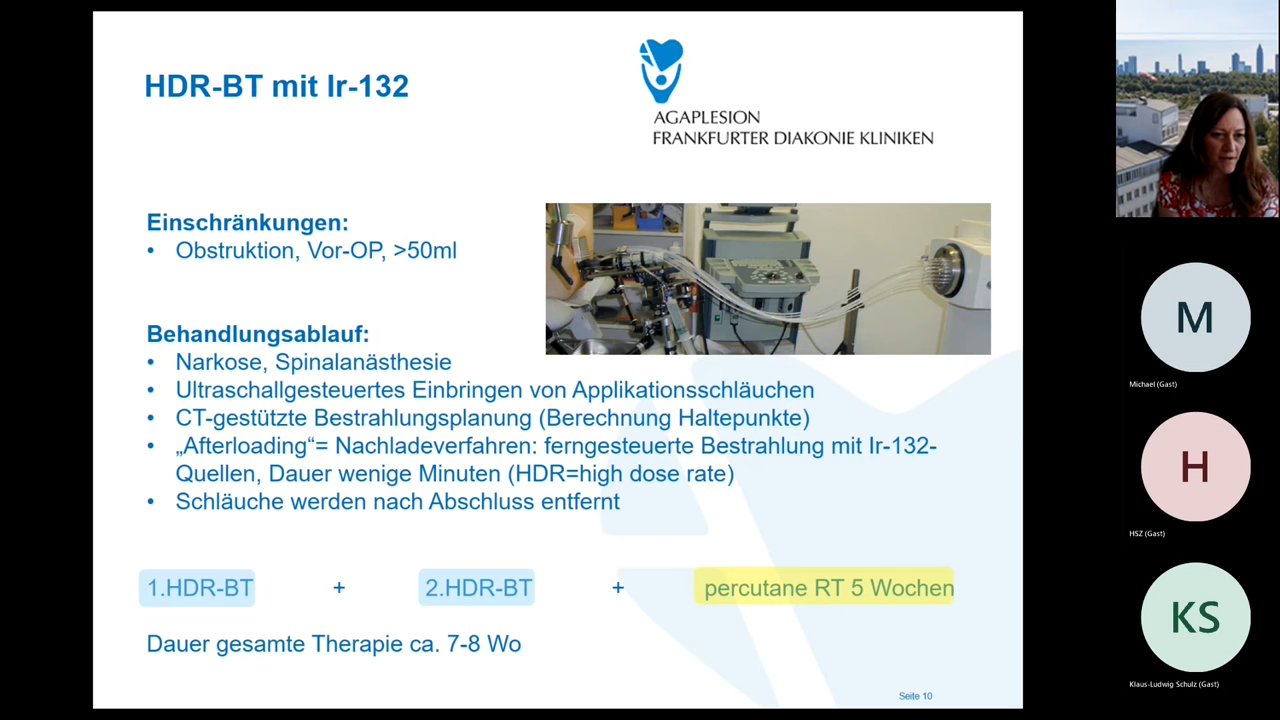 HDR-BT mit Ir-132
AGAPLESION
FRANKFURTER DIAKONIE KLINIKEN
Einschränkungen:
• Obstruktion, Vor-OP, >50ml
Behandlungsablauf:
• Narkose, Spinalanästhesie
• Ultraschallgesteuertes Einbringen von Applikationsschläuchen
• CT-gestützte Bestrahlungsplanung (Berechnung Haltepunkte)
• „Afterloading“= Nachladeverfahren: ferngesteuerte Bestrahlung mit Ir-132-
Quellen, Dauer wenige Minuten (HDR=high dose rate)
• Schläuche werden nach Abschluss entfernt
1.HDR-BT + 2.HDR-BT + percutane RT 5 Wochen
Dauer gesamte Therapie ca. 7-8 Wo
Seite 10
M
Michael (Gast)
H
HSZ (Gast)
KS
Klaus-Ludwig Schulz (Gast)